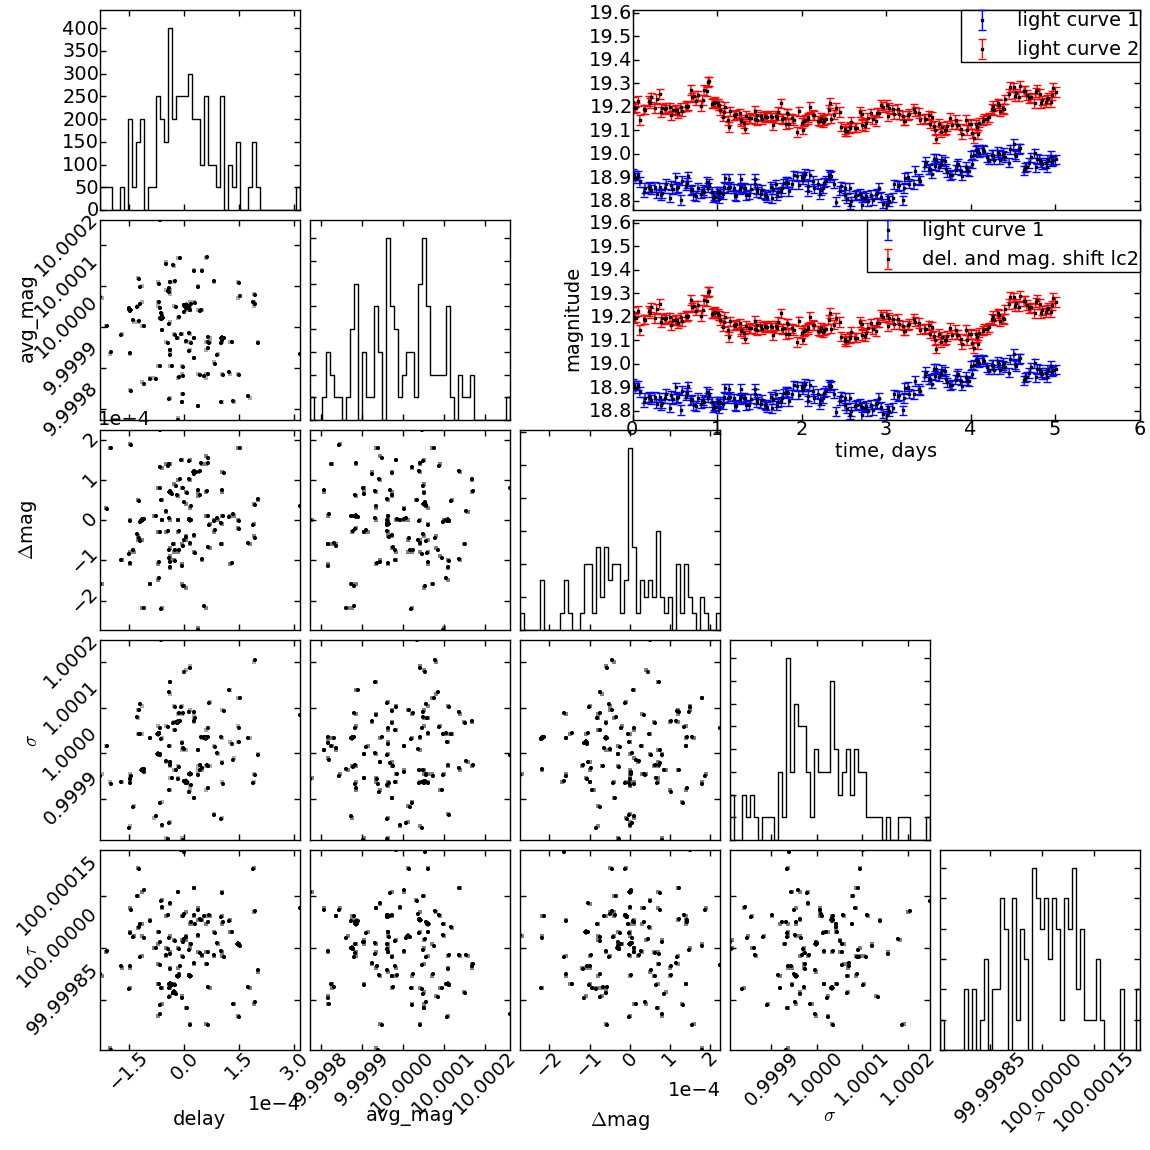 400
350
300
250
200
150
100
50
0
19.6
19.5
19.4
19.3
19.2
19.1
19.0
18.9
18.8
light curve 1
light curve 2
10.0002
10.0001
10.0000
9.9999
9.9998
avg_mag
19.6
19.5
19.4
19.3
19.2
19.1
19.0
18.9
18.8
magnitude
light curve 1
del. and mag. shift lc2
0 1 2 3 4 5 6
time, days
1e−4
2
1
0
−1
−2
Δmag
1.0002
1.0001
1.0000
0.9999
σ
100.00015
100.00000
99.99985
τ
−1.5 0.0 1.5 3.0
1e−4
delay
9.9998 9.9999 10.0000 10.0001 10.0002
avg_mag
−2 −1 0 1 2
1e−4
Δmag
0.9999 1.0000 1.0001 1.0002
σ
99.99985 100.00000 100.00015
τ